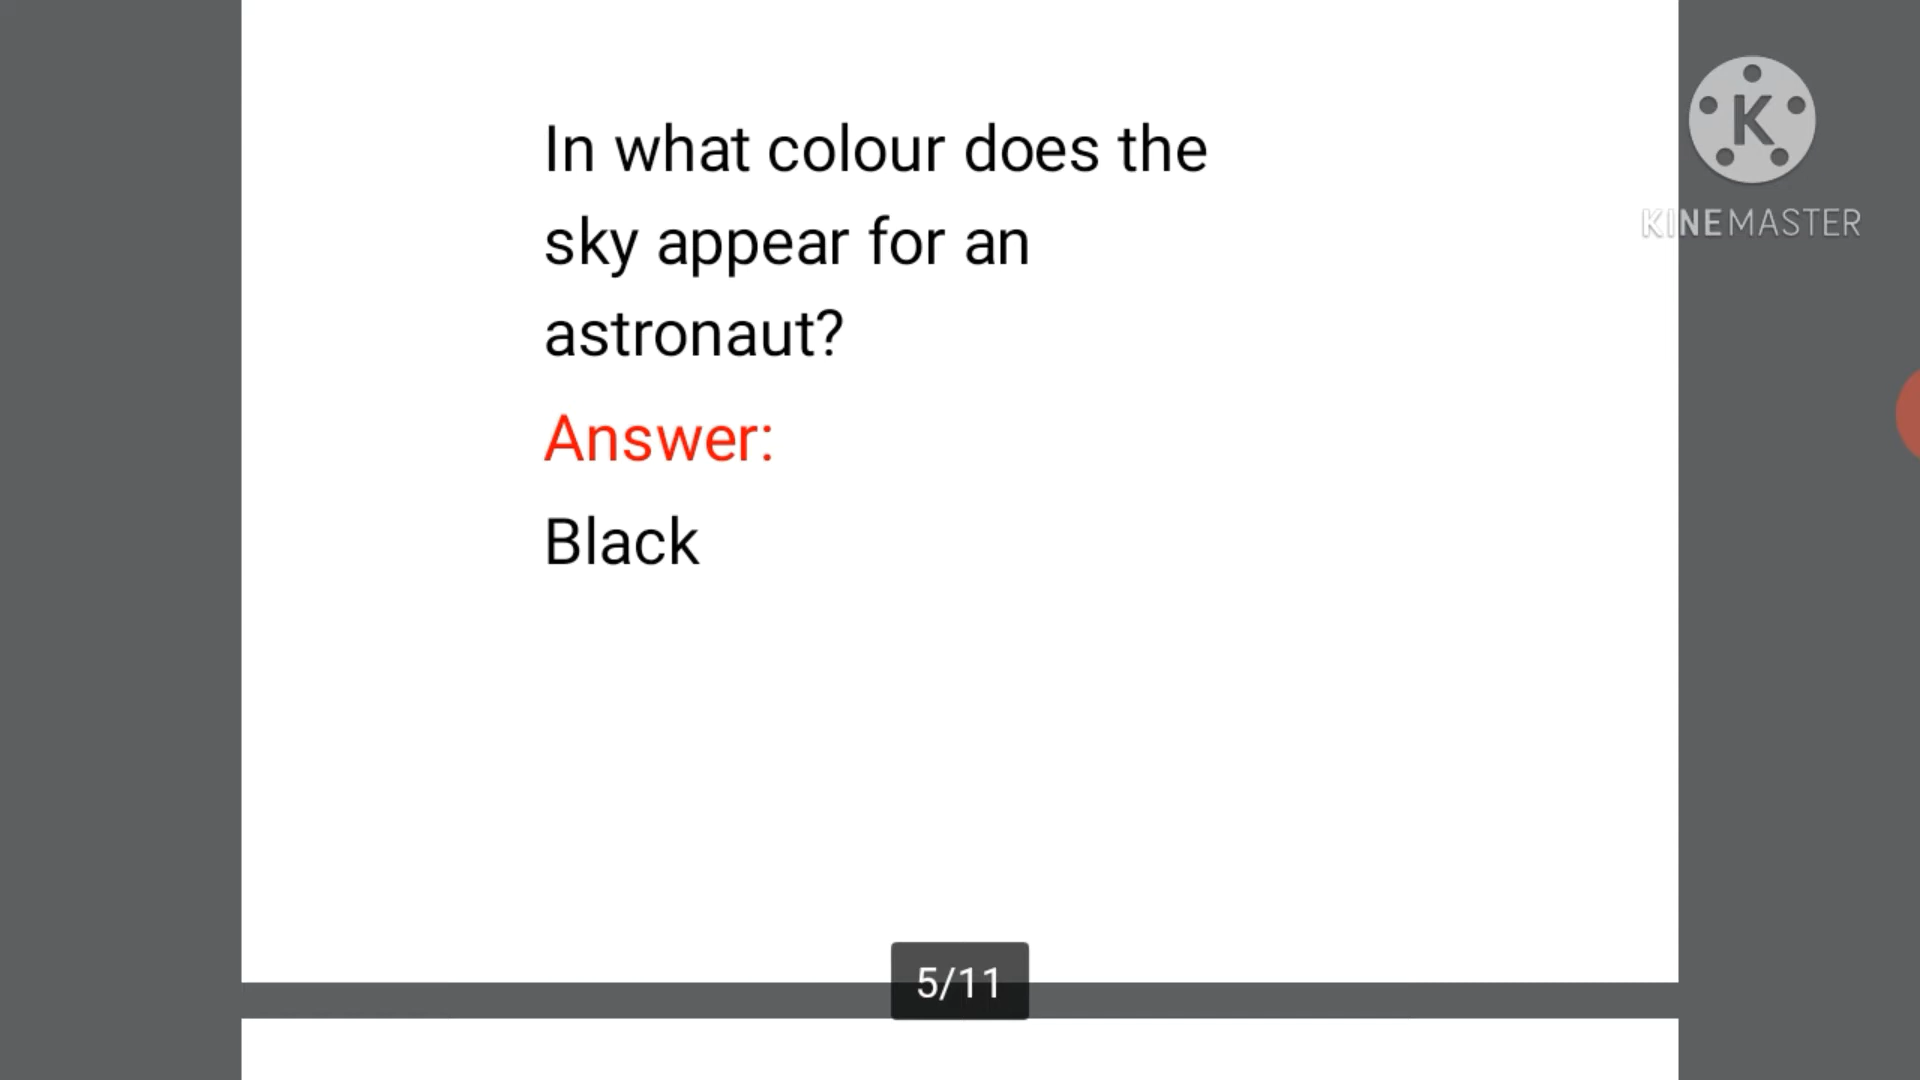 In what colour does the
sky appear for an
astronaut?
Answer:
Black
5/11
K
KINEMASTER